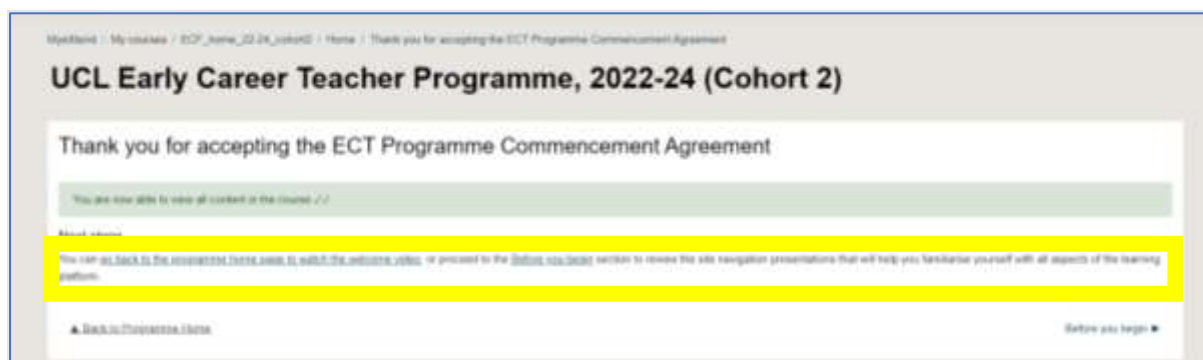 MyExtend / My courses / ECF_home_22-24_cohort2 / Home / Thank you for accepting the ECT Programme Commencement Agreement
UCL Early Career Teacher Programme, 2022-24 (Cohort 2)
Thank you for accepting the ECT Programme Commencement Agreement
You are now able to view all content in the course
Next steps
You can go back to the programme home page to watch the welcome video, or proceed to the Before you begin section to review the site navigation presentations that will help you familiarise yourself with all aspects of the learning
platform.
▲ Back to Programme Home
Before you begin ►